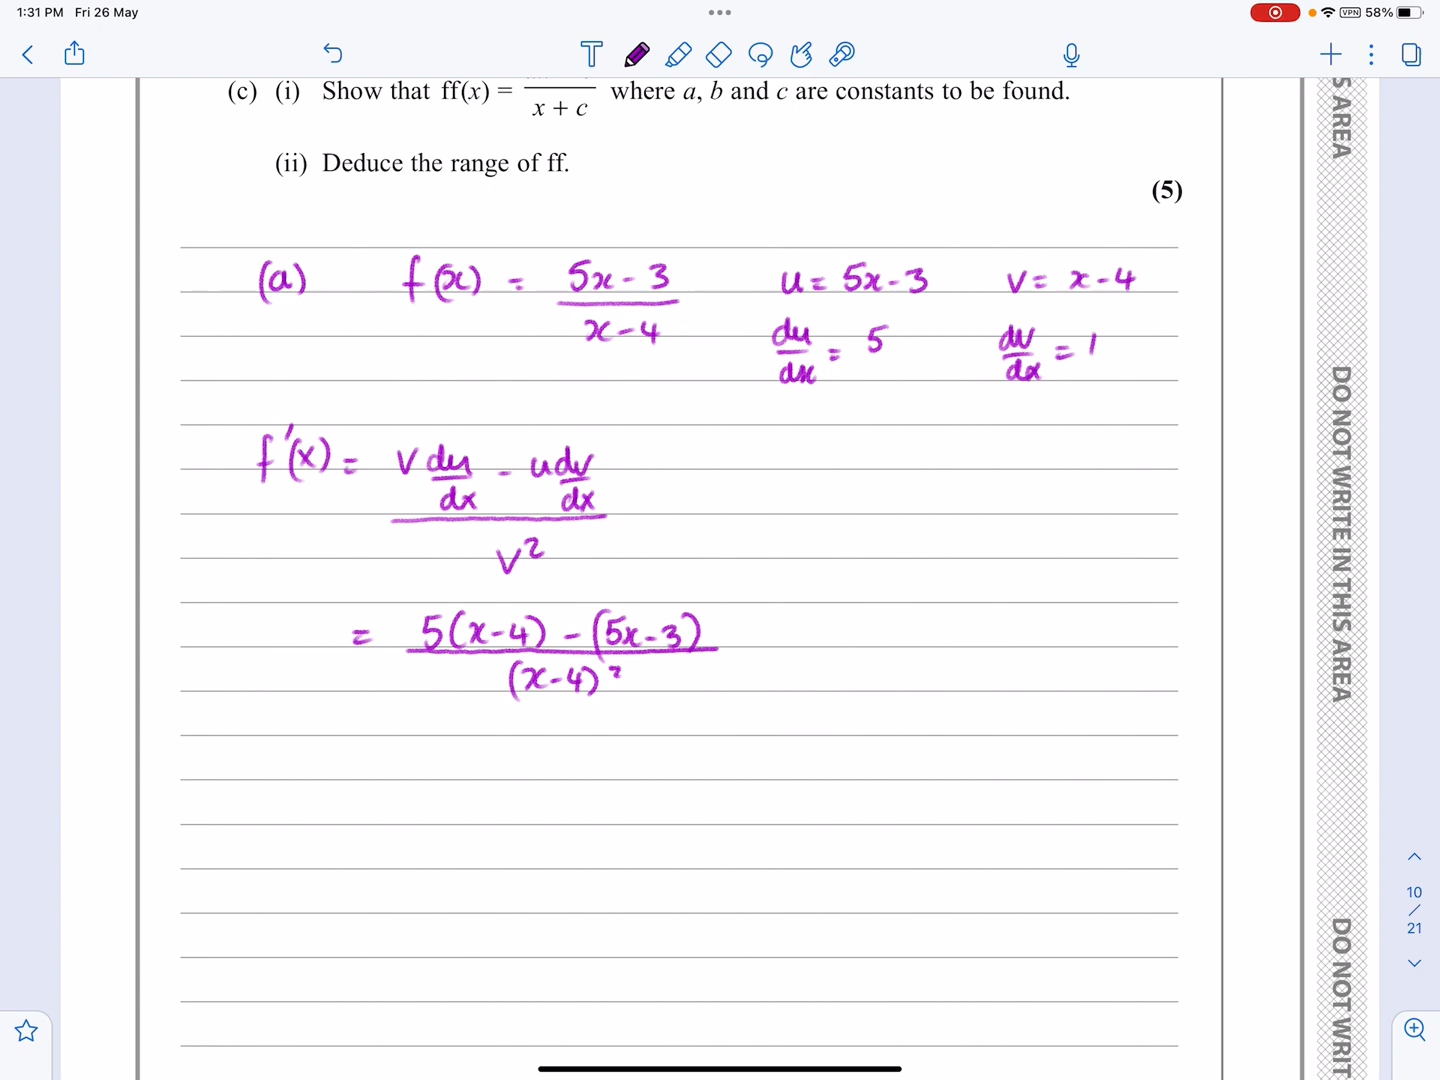 1:31 PM Fri 26 May
VPN 58%
(c) (i) Show that ff(x) = ———/(x + c) where a, b and c are constants to be found.
(ii) Deduce the range of ff.
(5)
(a) f(x) = (5x - 3)/(x - 4) u = 5x - 3 v = x - 4
du/dx = 5 dv/dx = 1
f'(x) = (v du/dx - u dv/dx)/v²
= (5(x-4) - (5x-3))/(x-4)²
S AREA
DO NOT WRITE IN THIS AREA
DO NOT WRIT
10
/
21